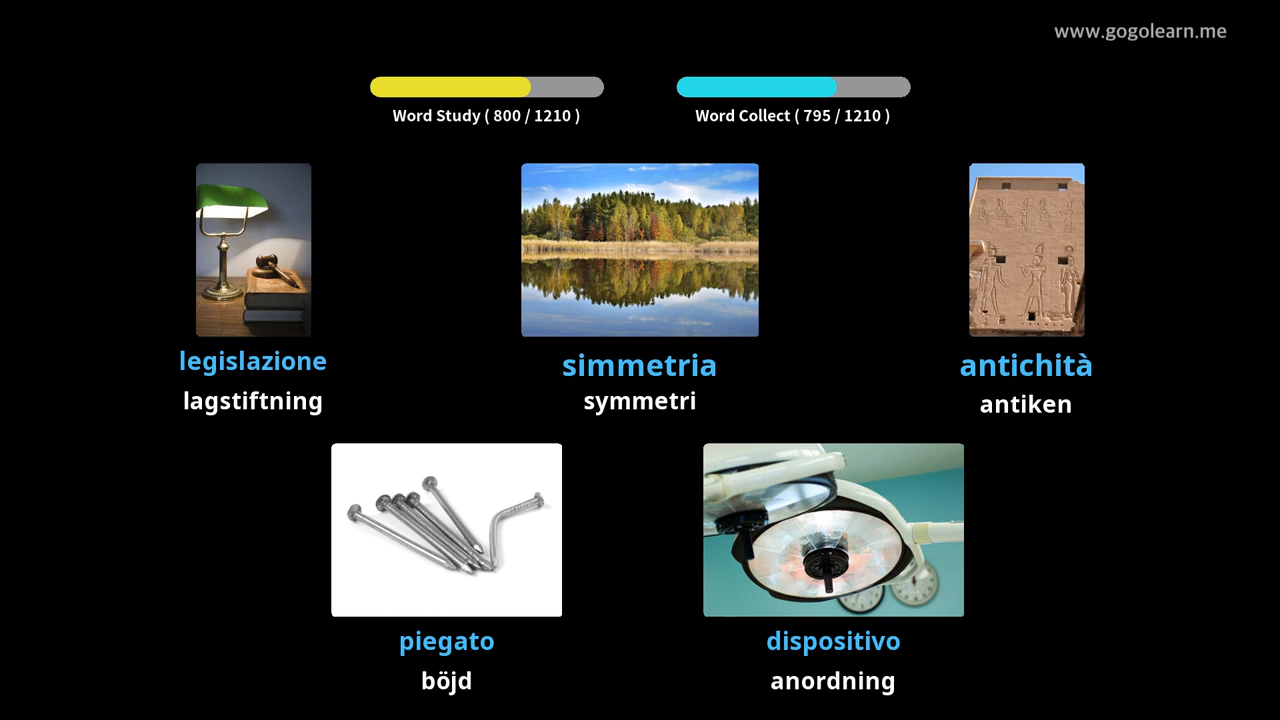 www.gogolearn.me
Word Study ( 800 / 1210 )
Word Collect ( 795 / 1210 )
legislazione
lagstiftning
simmetria
symmetri
antichità
antiken
piegato
böjd
dispositivo
anordning